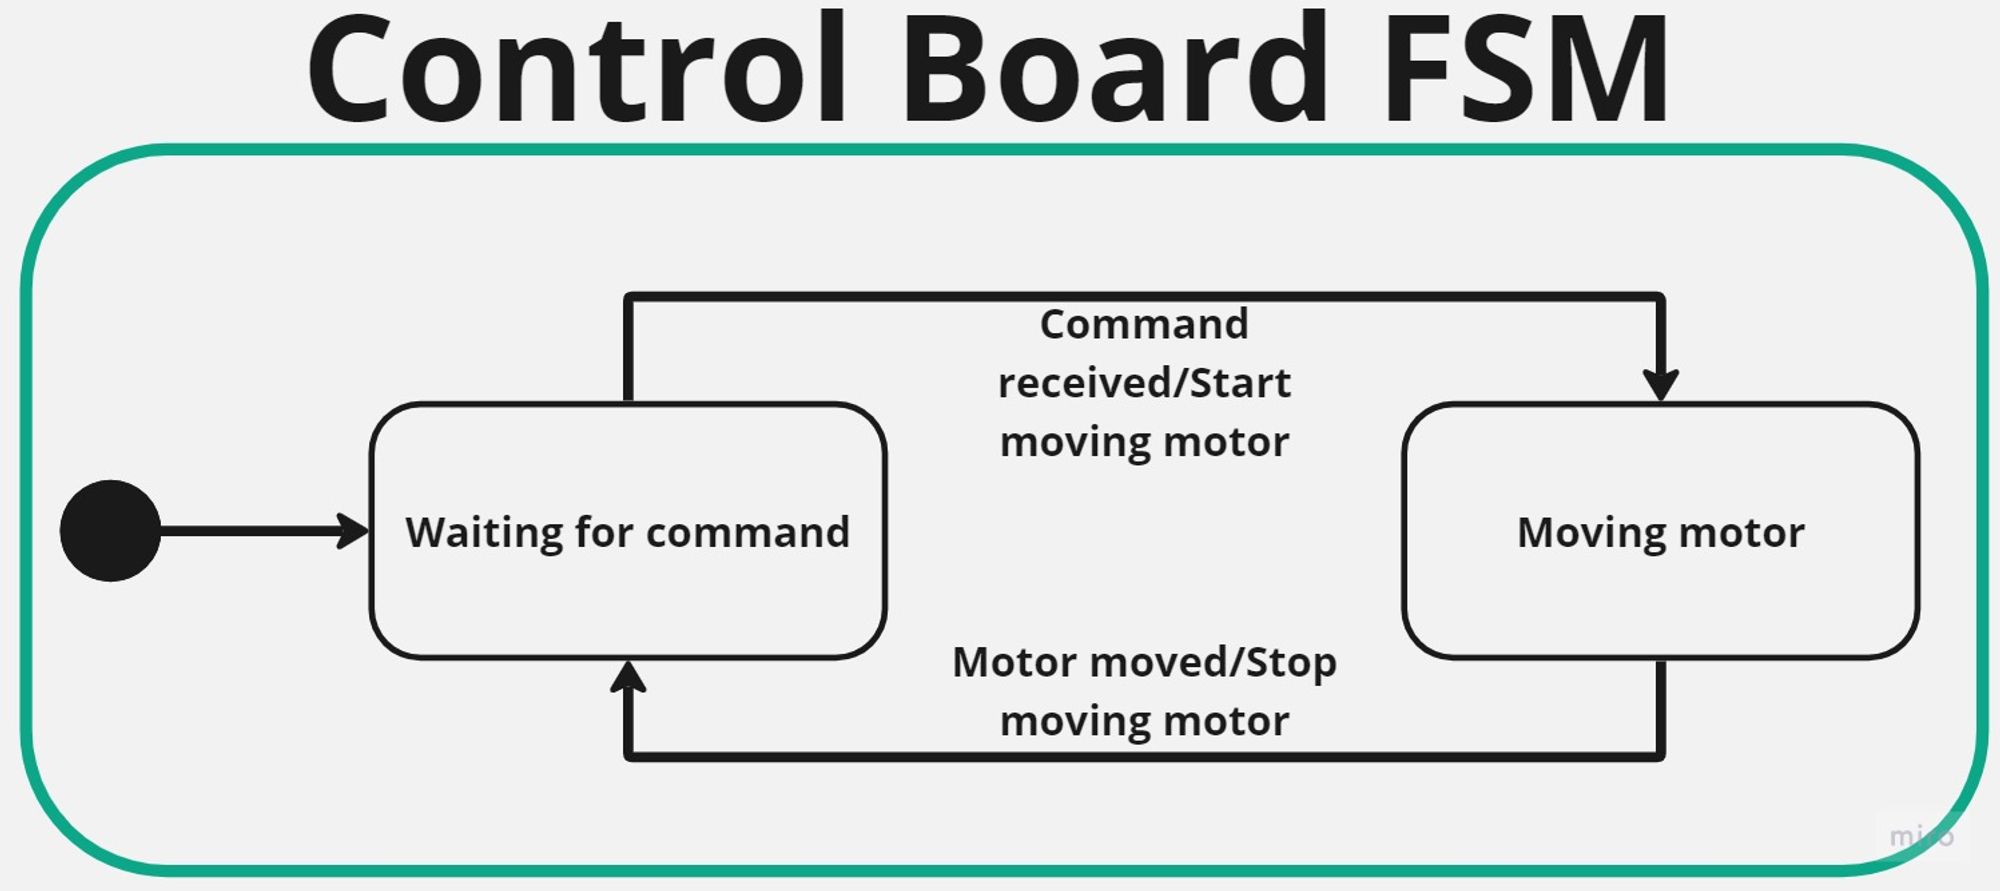 Control Board FSM
Command
received/Start
moving motor
Waiting for command
Moving motor
Motor moved/Stop
moving motor
miro